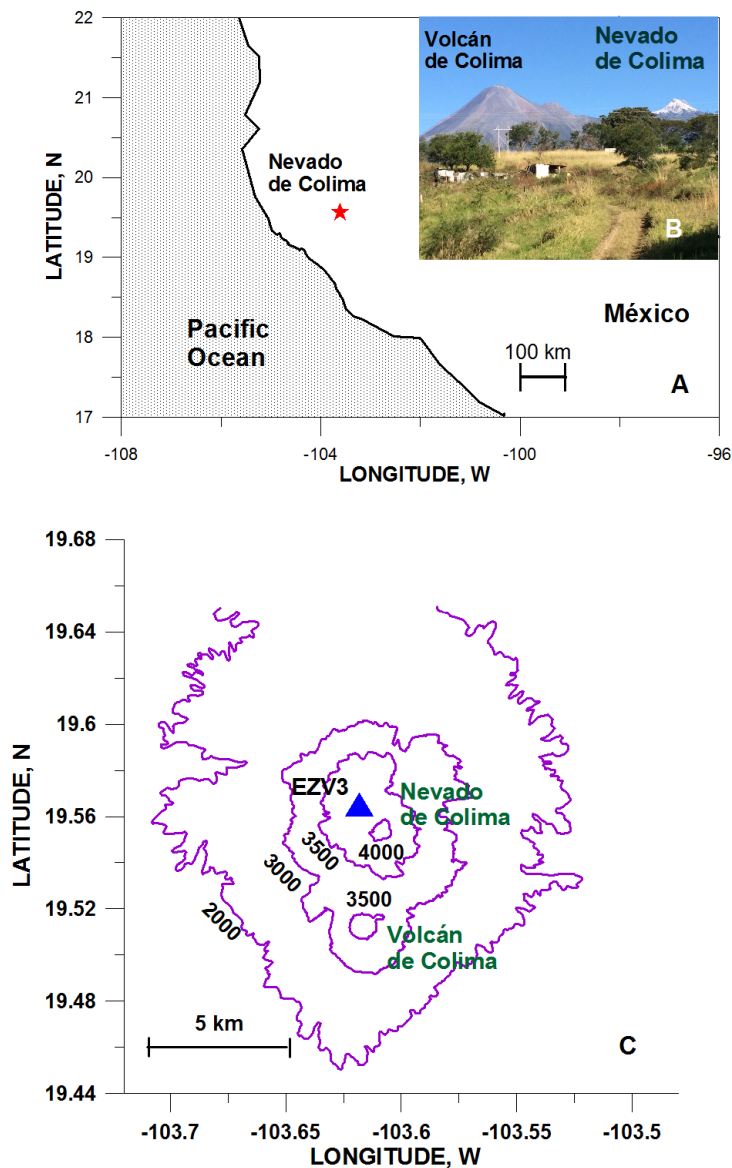 22
21
20
19
18
17
LATITUDE, N
Volcán
de Colima
Nevado
de Colima
B
Nevado
de Colima
Pacific
Ocean
México
100 km
A
-108
-104
-100
-96
LONGITUDE, W
19.68
19.64
19.6
19.56
19.52
19.48
19.44
LATITUDE, N
EZV3
Nevado
de Colima
3500
4000
3000
3500
2000
Volcán
de Colima
5 km
C
-103.7
-103.65
-103.6
-103.55
-103.5
LONGITUDE, W